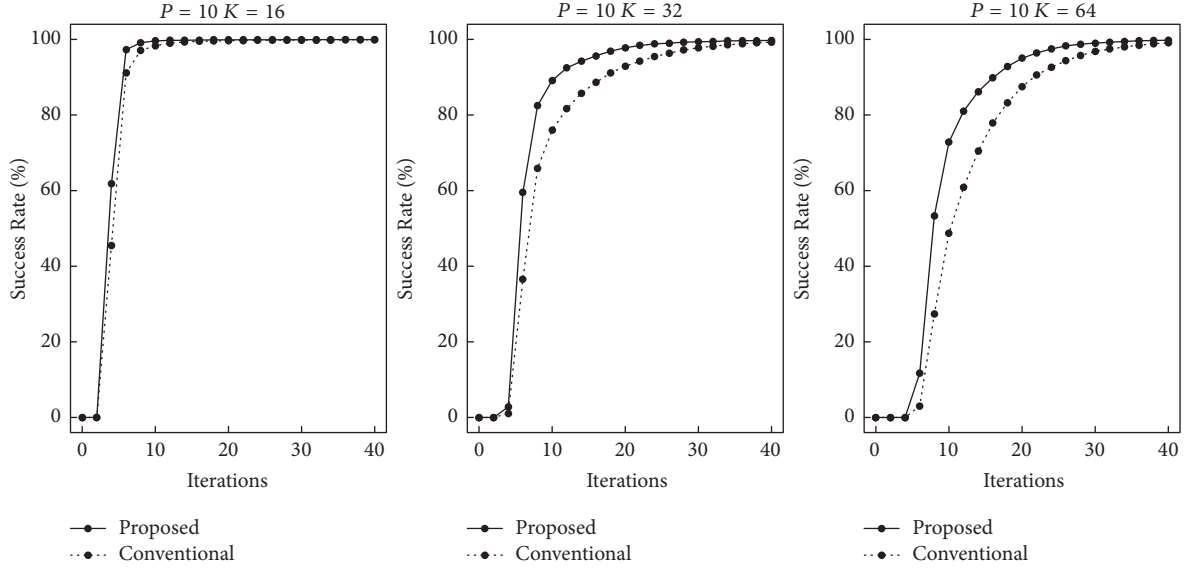 P = 10 K = 16
Success Rate (%)
100
80
60
40
20
0
0 10 20 30 40
Iterations
Proposed
Conventional
P = 10 K = 32
Success Rate (%)
100
80
60
40
20
0
0 10 20 30 40
Iterations
Proposed
Conventional
P = 10 K = 64
Success Rate (%)
100
80
60
40
20
0
0 10 20 30 40
Iterations
Proposed
Conventional